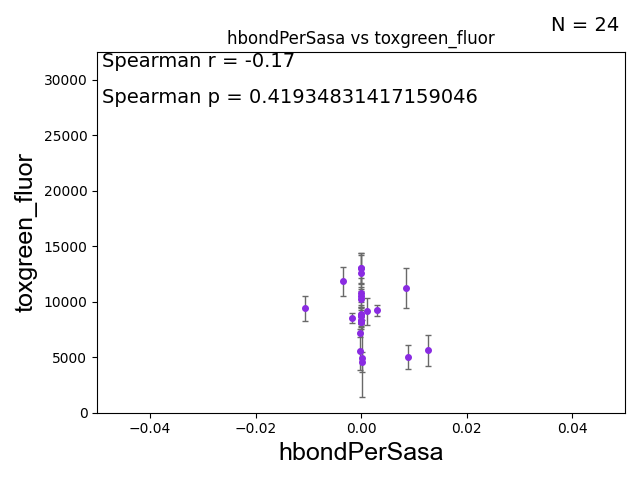 N = 24
hbondPerSasa vs toxgreen_fluor
Spearman r = -0.17
Spearman p = 0.41934831417159046
30000
25000
20000
15000
10000
5000
0
toxgreen_fluor
−0.04 −0.02 0.00 0.02 0.04
hbondPerSasa